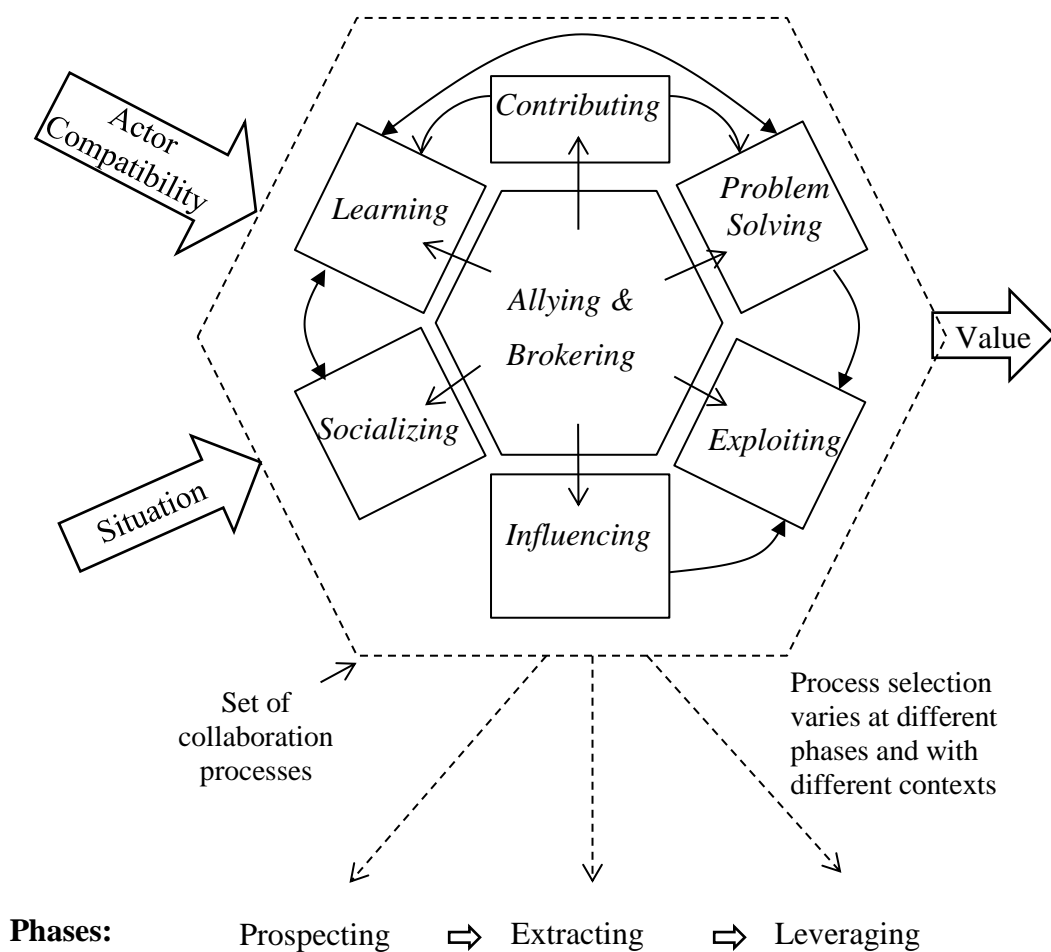 Actor
Compatibility
Contributing
Learning
Problem
Solving
Allying &
Brokering
Value
Socializing
Exploiting
Situation
Influencing
Set of
collaboration
processes
Process selection
varies at different
phases and with
different contexts
Phases: Prospecting Extracting Leveraging